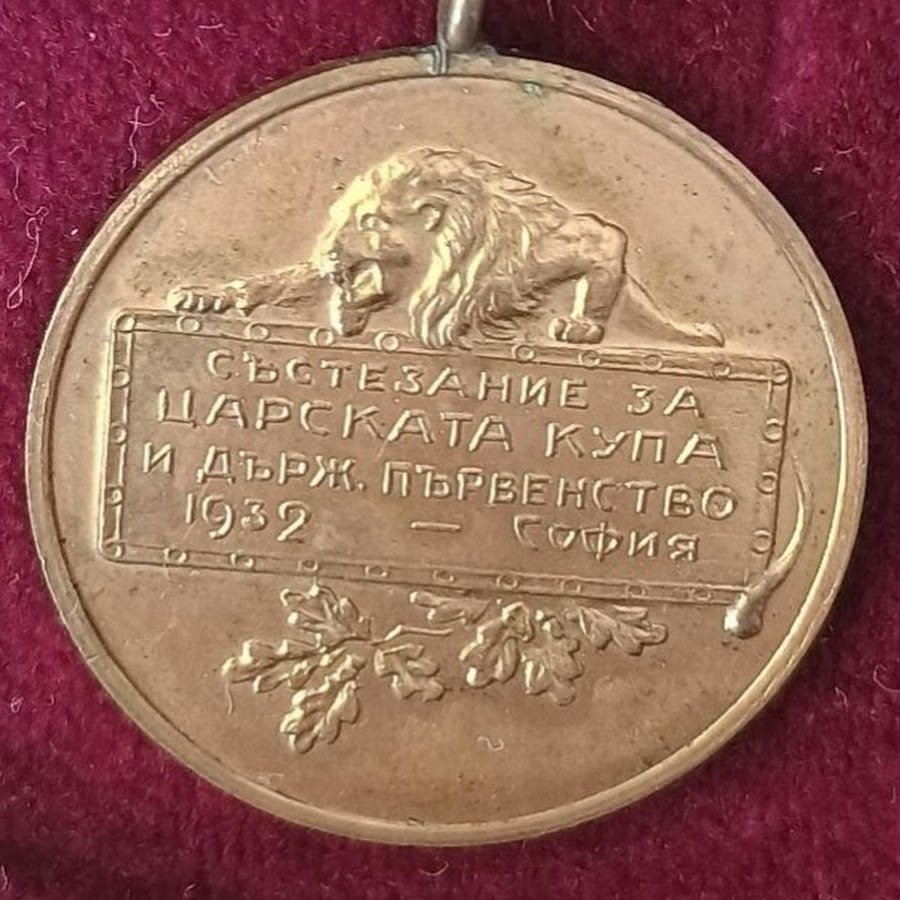 СЪСТЕЗАНИЕ ЗА
ЦАРСКАТА КУПА
И ДЪРЖ. ПЪРВЕНСТВО
1932 — СОФИЯ